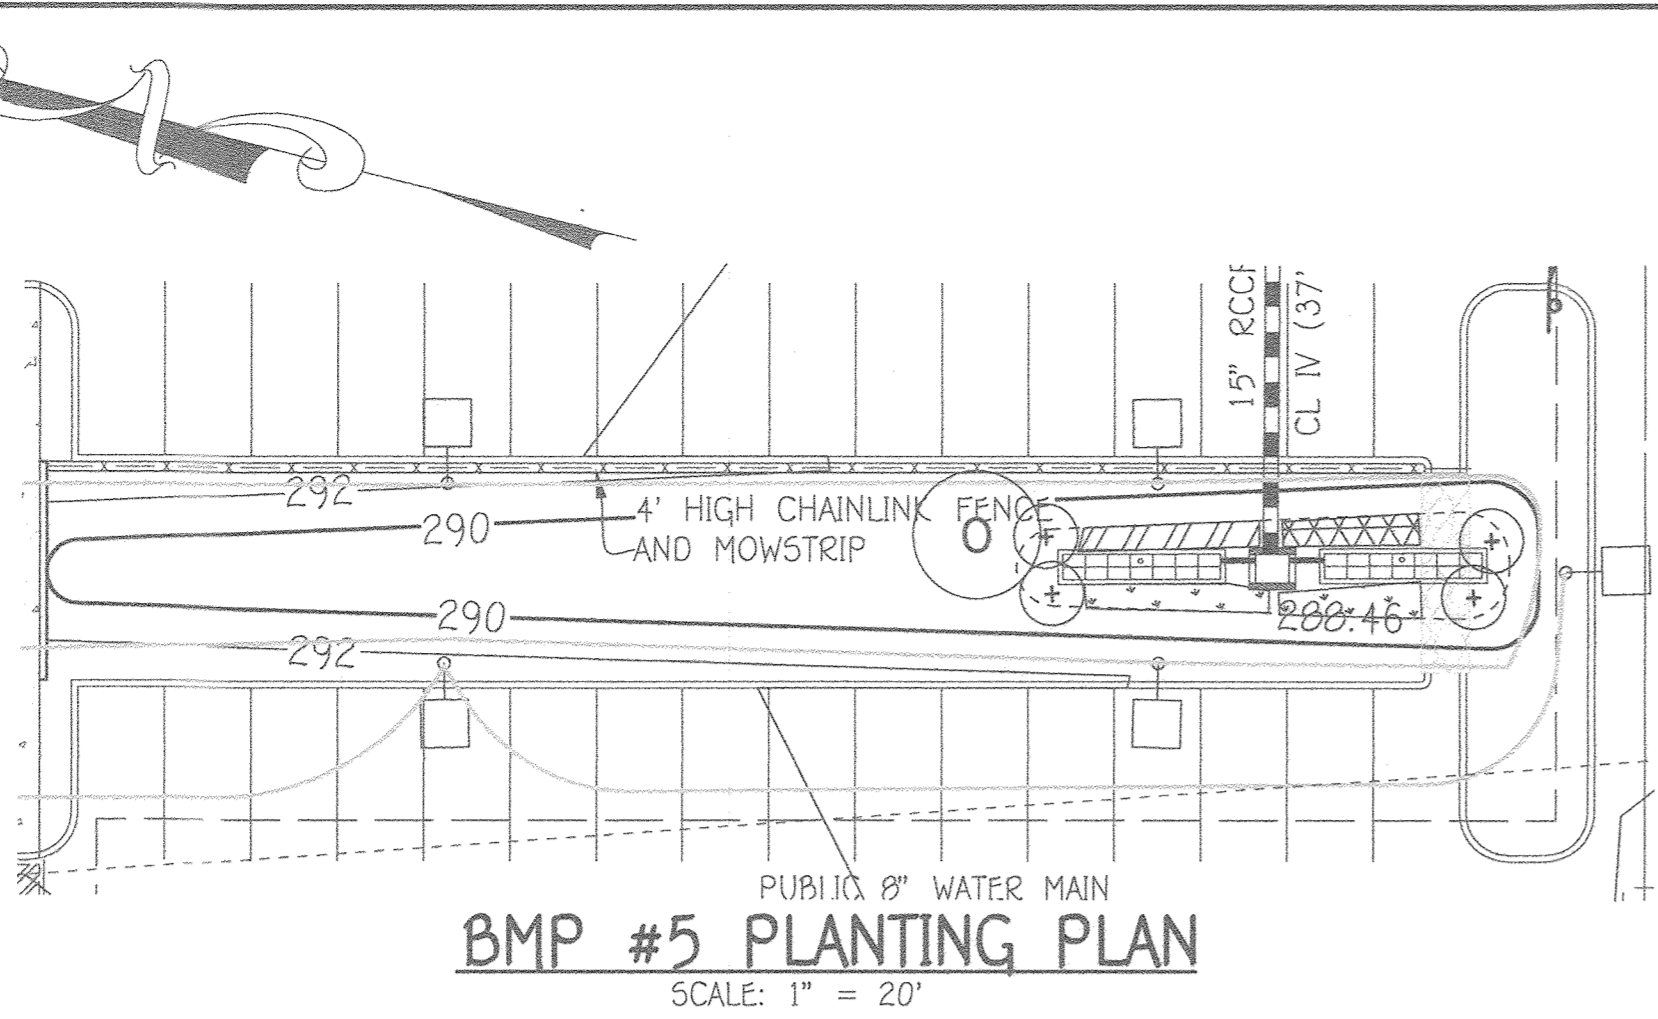 15" RCCP
CL IV (37'
292
290
4' HIGH CHAINLINK FENCE
AND MOWSTRIP
O
290
288.46
292
PUBLIC 8" WATER MAIN
BMP #5 PLANTING PLAN
SCALE: 1" = 20'